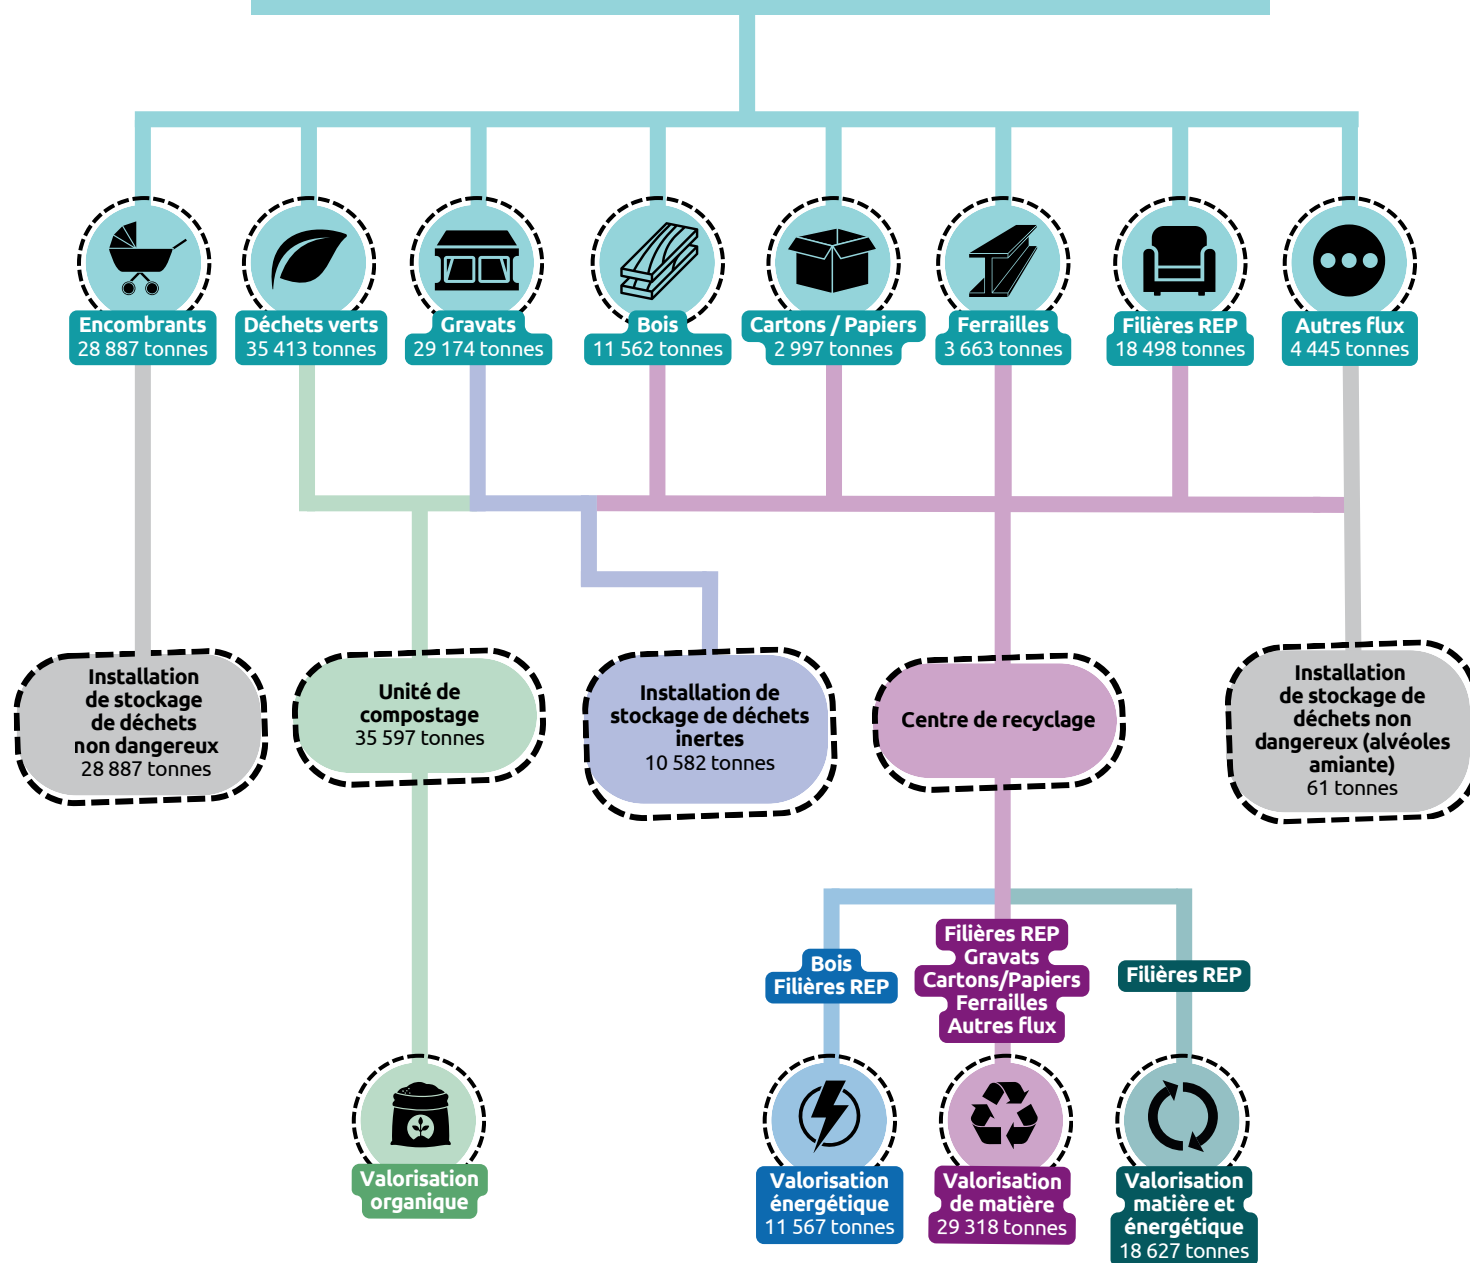 Encombrants
28 887 tonnes
Déchets verts
35 413 tonnes
Gravats
29 174 tonnes
Bois
11 562 tonnes
Cartons / Papiers
2 997 tonnes
Ferrailles
3 663 tonnes
Filières REP
18 498 tonnes
Autres flux
4 445 tonnes
Installation
de stockage
de déchets
non dangereux
28 887 tonnes
Unité de
compostage
35 597 tonnes
Installation de
stockage de déchets
inertes
10 582 tonnes
Centre de recyclage
Installation
de stockage de
déchets non
dangereux (alvéoles
amiante)
61 tonnes
Bois
Filières REP
Filières REP
Gravats
Cartons/Papiers
Ferrailles
Autres flux
Filières REP
Valorisation
organique
Valorisation
énergétique
11 567 tonnes
Valorisation
de matière
29 318 tonnes
Valorisation
matière et
énergétique
18 627 tonnes